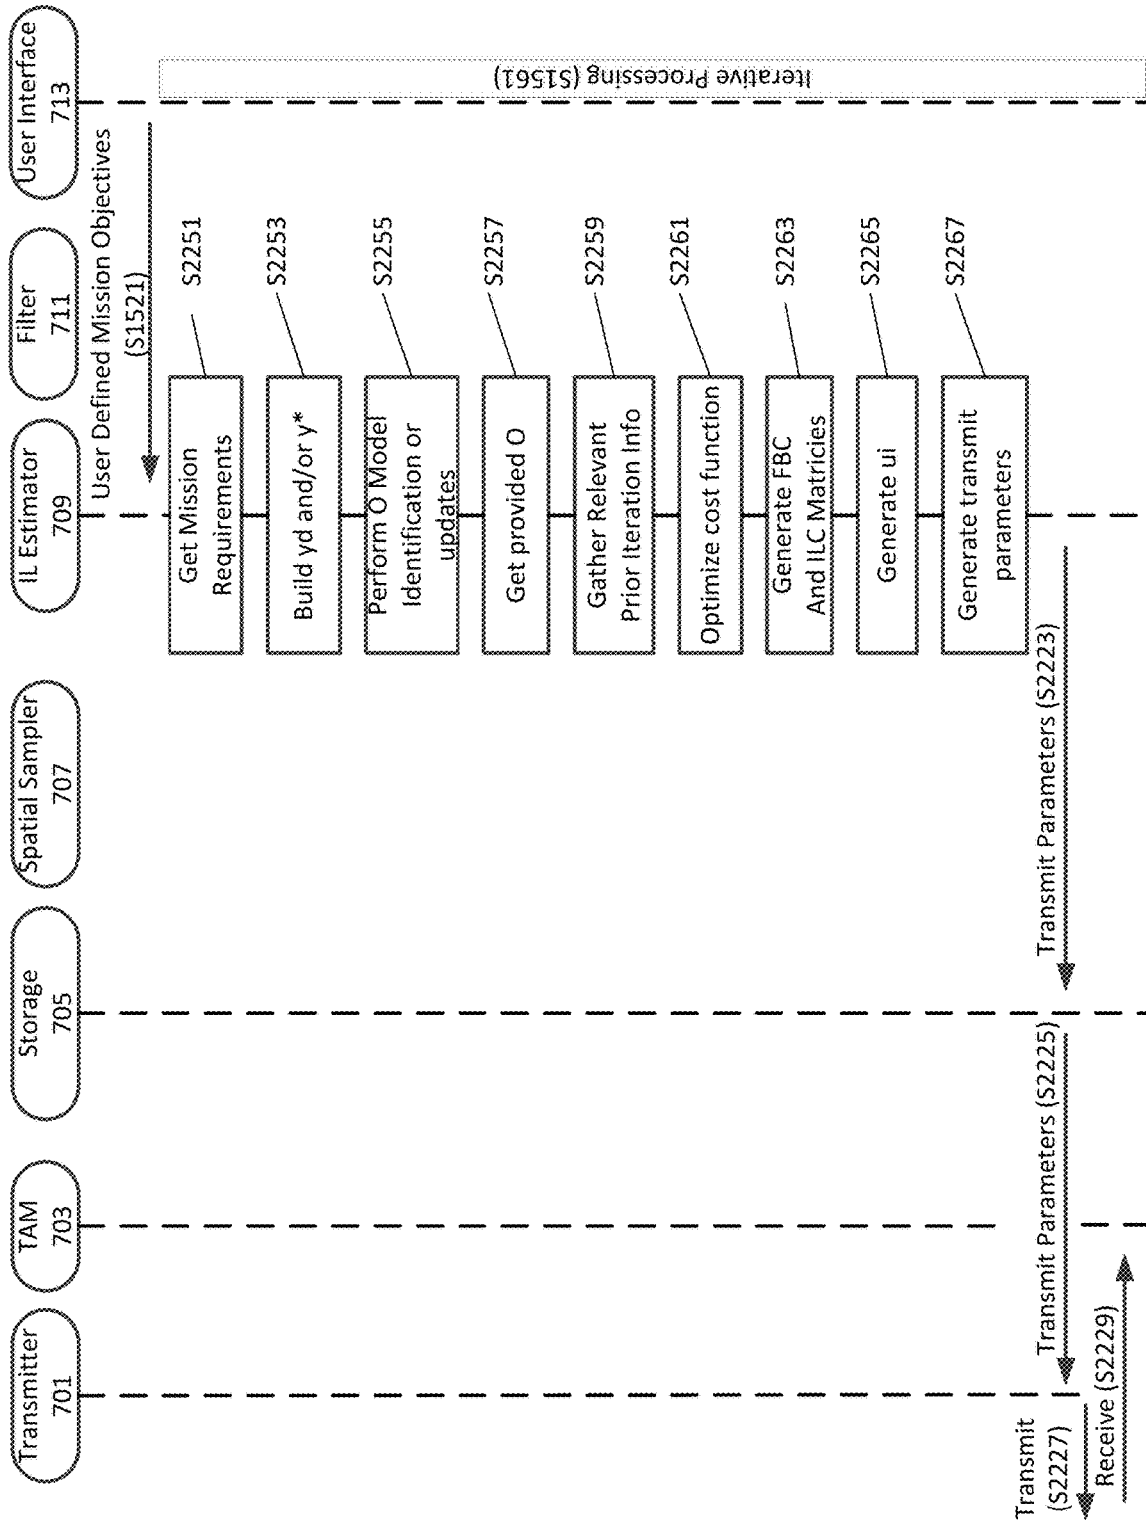 Transmitter
701
TAM
703
Storage
705
Spatial Sampler
707
IL Estimator
709
Filter
711
User Interface
713
User Defined Mission Objectives
(S1521)
Iterative Processing (S1561)
Get Mission
Requirements
S2251
Build yd and/or y*
S2253
Perform O Model
Identification or
updates
S2255
Get provided O
S2257
Gather Relevant
Prior Iteration Info
S2259
Optimize cost function
S2261
Generate FBC
And ILC Matricies
S2263
Generate ui
S2265
Generate transmit
parameters
S2267
Transmit Parameters (S2223)
Transmit Parameters (S2225)
Transmit
(S2227)
Receive (S2229)